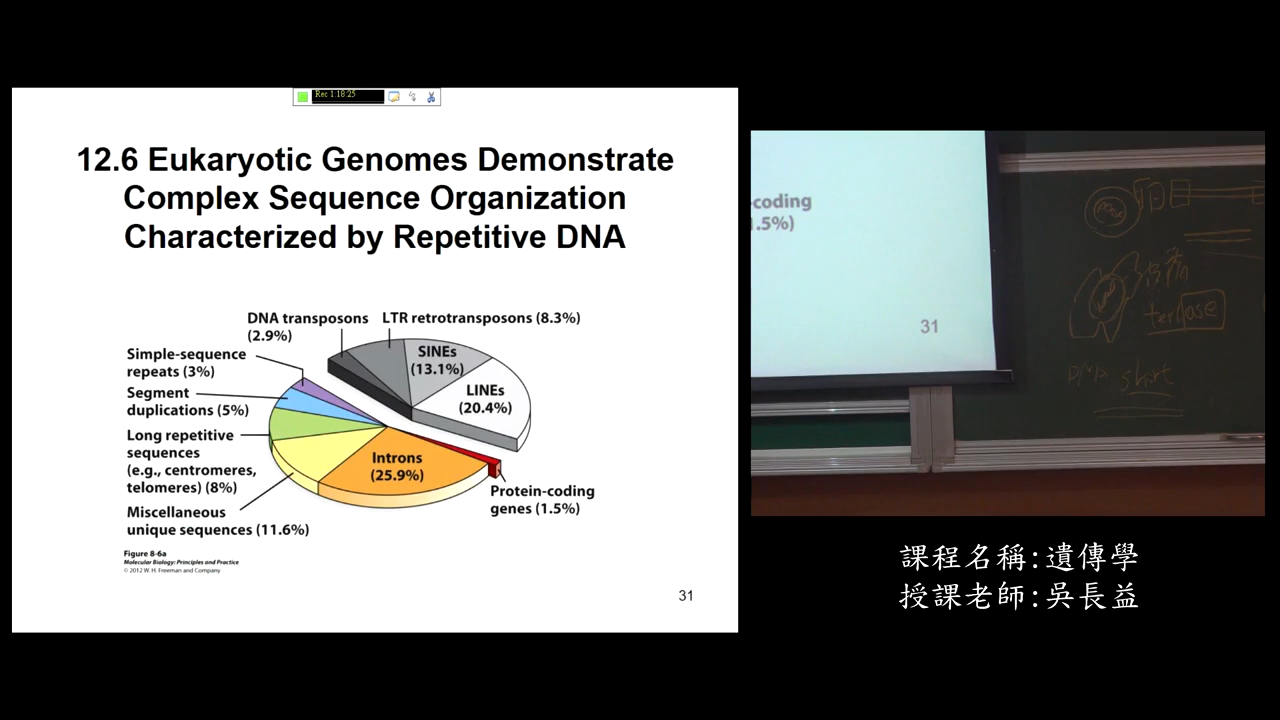 Rec 1:18:25
12.6 Eukaryotic Genomes Demonstrate
Complex Sequence Organization
Characterized by Repetitive DNA
DNA transposons
(2.9%)
LTR retrotransposons (8.3%)
SINEs
(13.1%)
LINEs
(20.4%)
Simple-sequence
repeats (3%)
Segment
duplications (5%)
Long repetitive
sequences
(e.g., centromeres,
telomeres) (8%)
Miscellaneous
unique sequences (11.6%)
Introns
(25.9%)
Protein-coding
genes (1.5%)
Figure 8-6a
Molecular Biology: Principles and Practice
© 2012 W. H. Freeman and Company
31
-coding
1.5%)
31
short
課程名稱:遺傳學
授課老師:吳長益